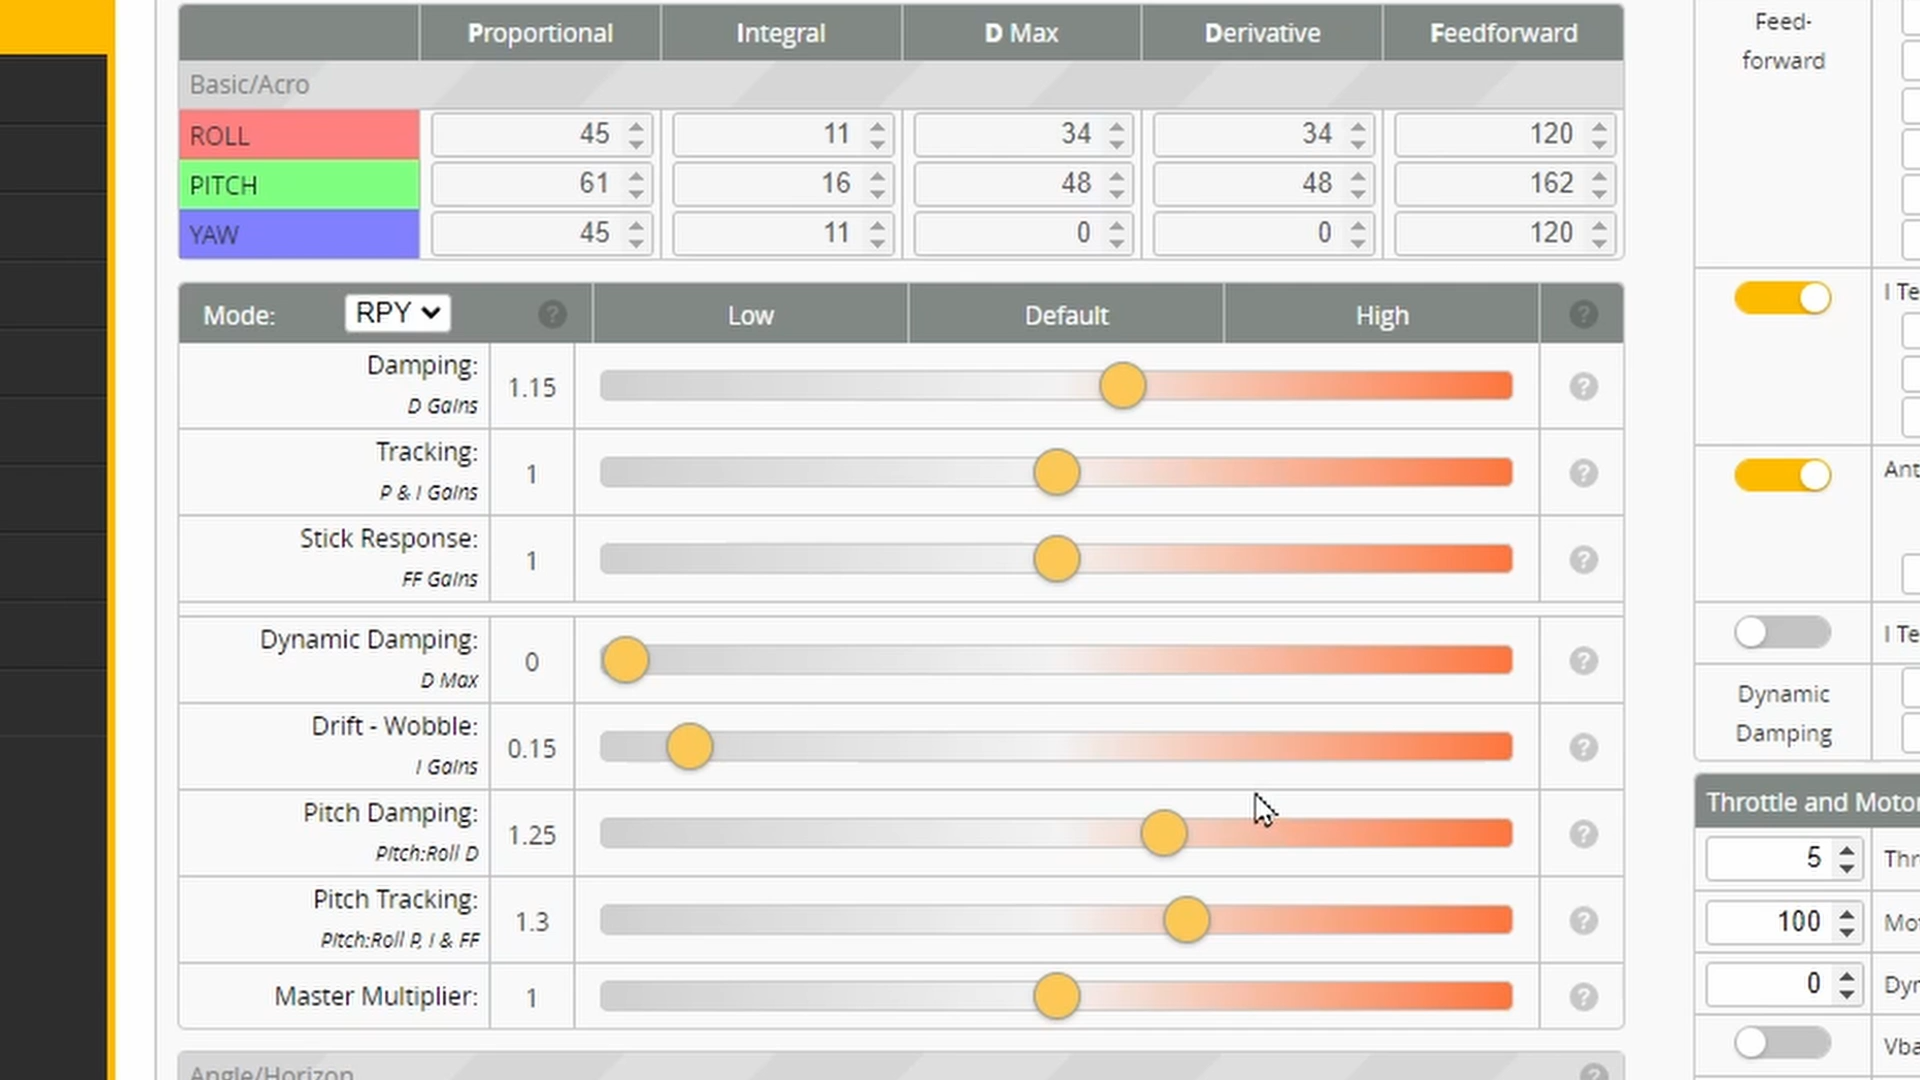 Proportional Integral D Max Derivative Feedforward
Basic/Acro
ROLL 45 11 34 34 120
PITCH 61 16 48 48 162
YAW 45 11 0 0 120
Mode: RPY ? Low Default High ?
Damping:
D Gains
1.15 ?
Tracking:
P & I Gains
1 ?
Stick Response:
FF Gains
1 ?
Dynamic Damping:
D Max
0 ?
Drift - Wobble:
I Gains
0.15 ?
Pitch Damping:
Pitch:Roll D
1.25 ?
Pitch Tracking:
Pitch:Roll P, I & FF
1.3 ?
Master Multiplier: 1 ?
Angle/Horizon ?
Feed-
forward
I Te
Ant
I Te
Dynamic
Damping
Throttle and Motor
5 Thr
100 Mot
0 Dyn
Vba